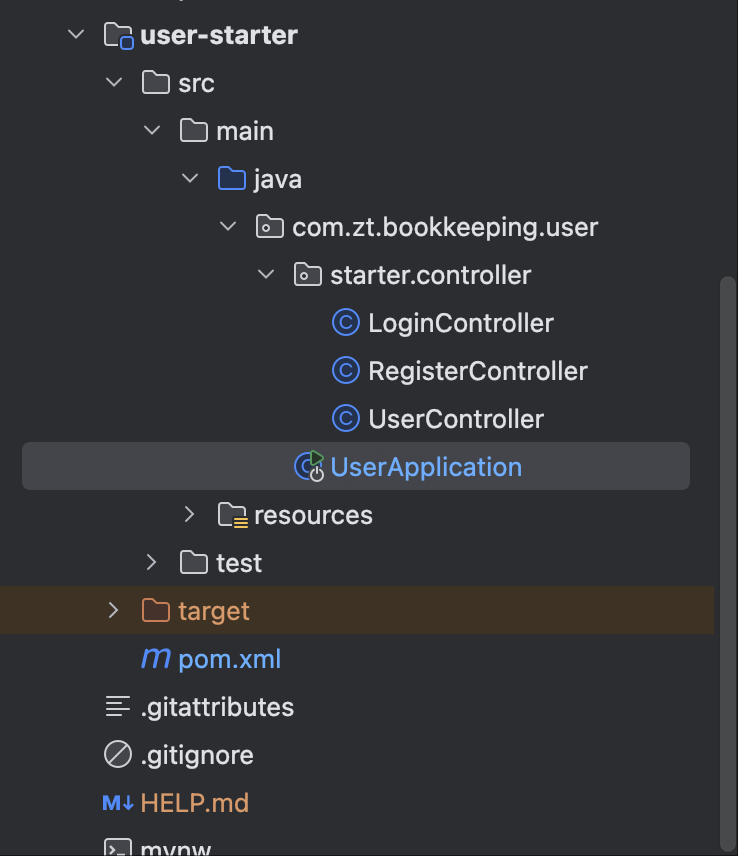 user-starter
src
main
java
com.zt.bookkeeping.user
starter.controller
LoginController
RegisterController
UserController
UserApplication
resources
test
target
pom.xml
.gitattributes
.gitignore
HELP.md
mvnw